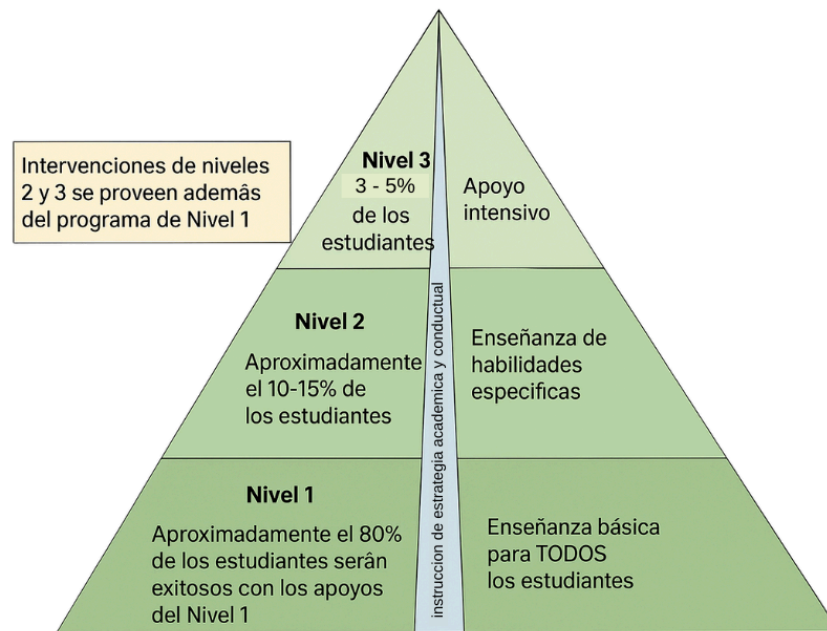 Intervenciones de niveles
2 y 3 se proveen además
del programa de Nivel 1
Nivel 3
3 - 5%
de los
estudiantes
Apoyo
intensivo
Nivel 2
Aproximadamente
el 10-15% de
los estudiantes
Enseñanza de
habilidades
especificas
Nivel 1
Aproximadamente el 80%
de los estudiantes serán
exitosos con los apoyos
del Nivel 1
Enseñanza básica
para TODOS
los estudiantes
instruccion de estrategia academica y conductual